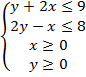 y + 2x ≤ 9
2y − x ≤ 8
x ≥ 0
y ≥ 0